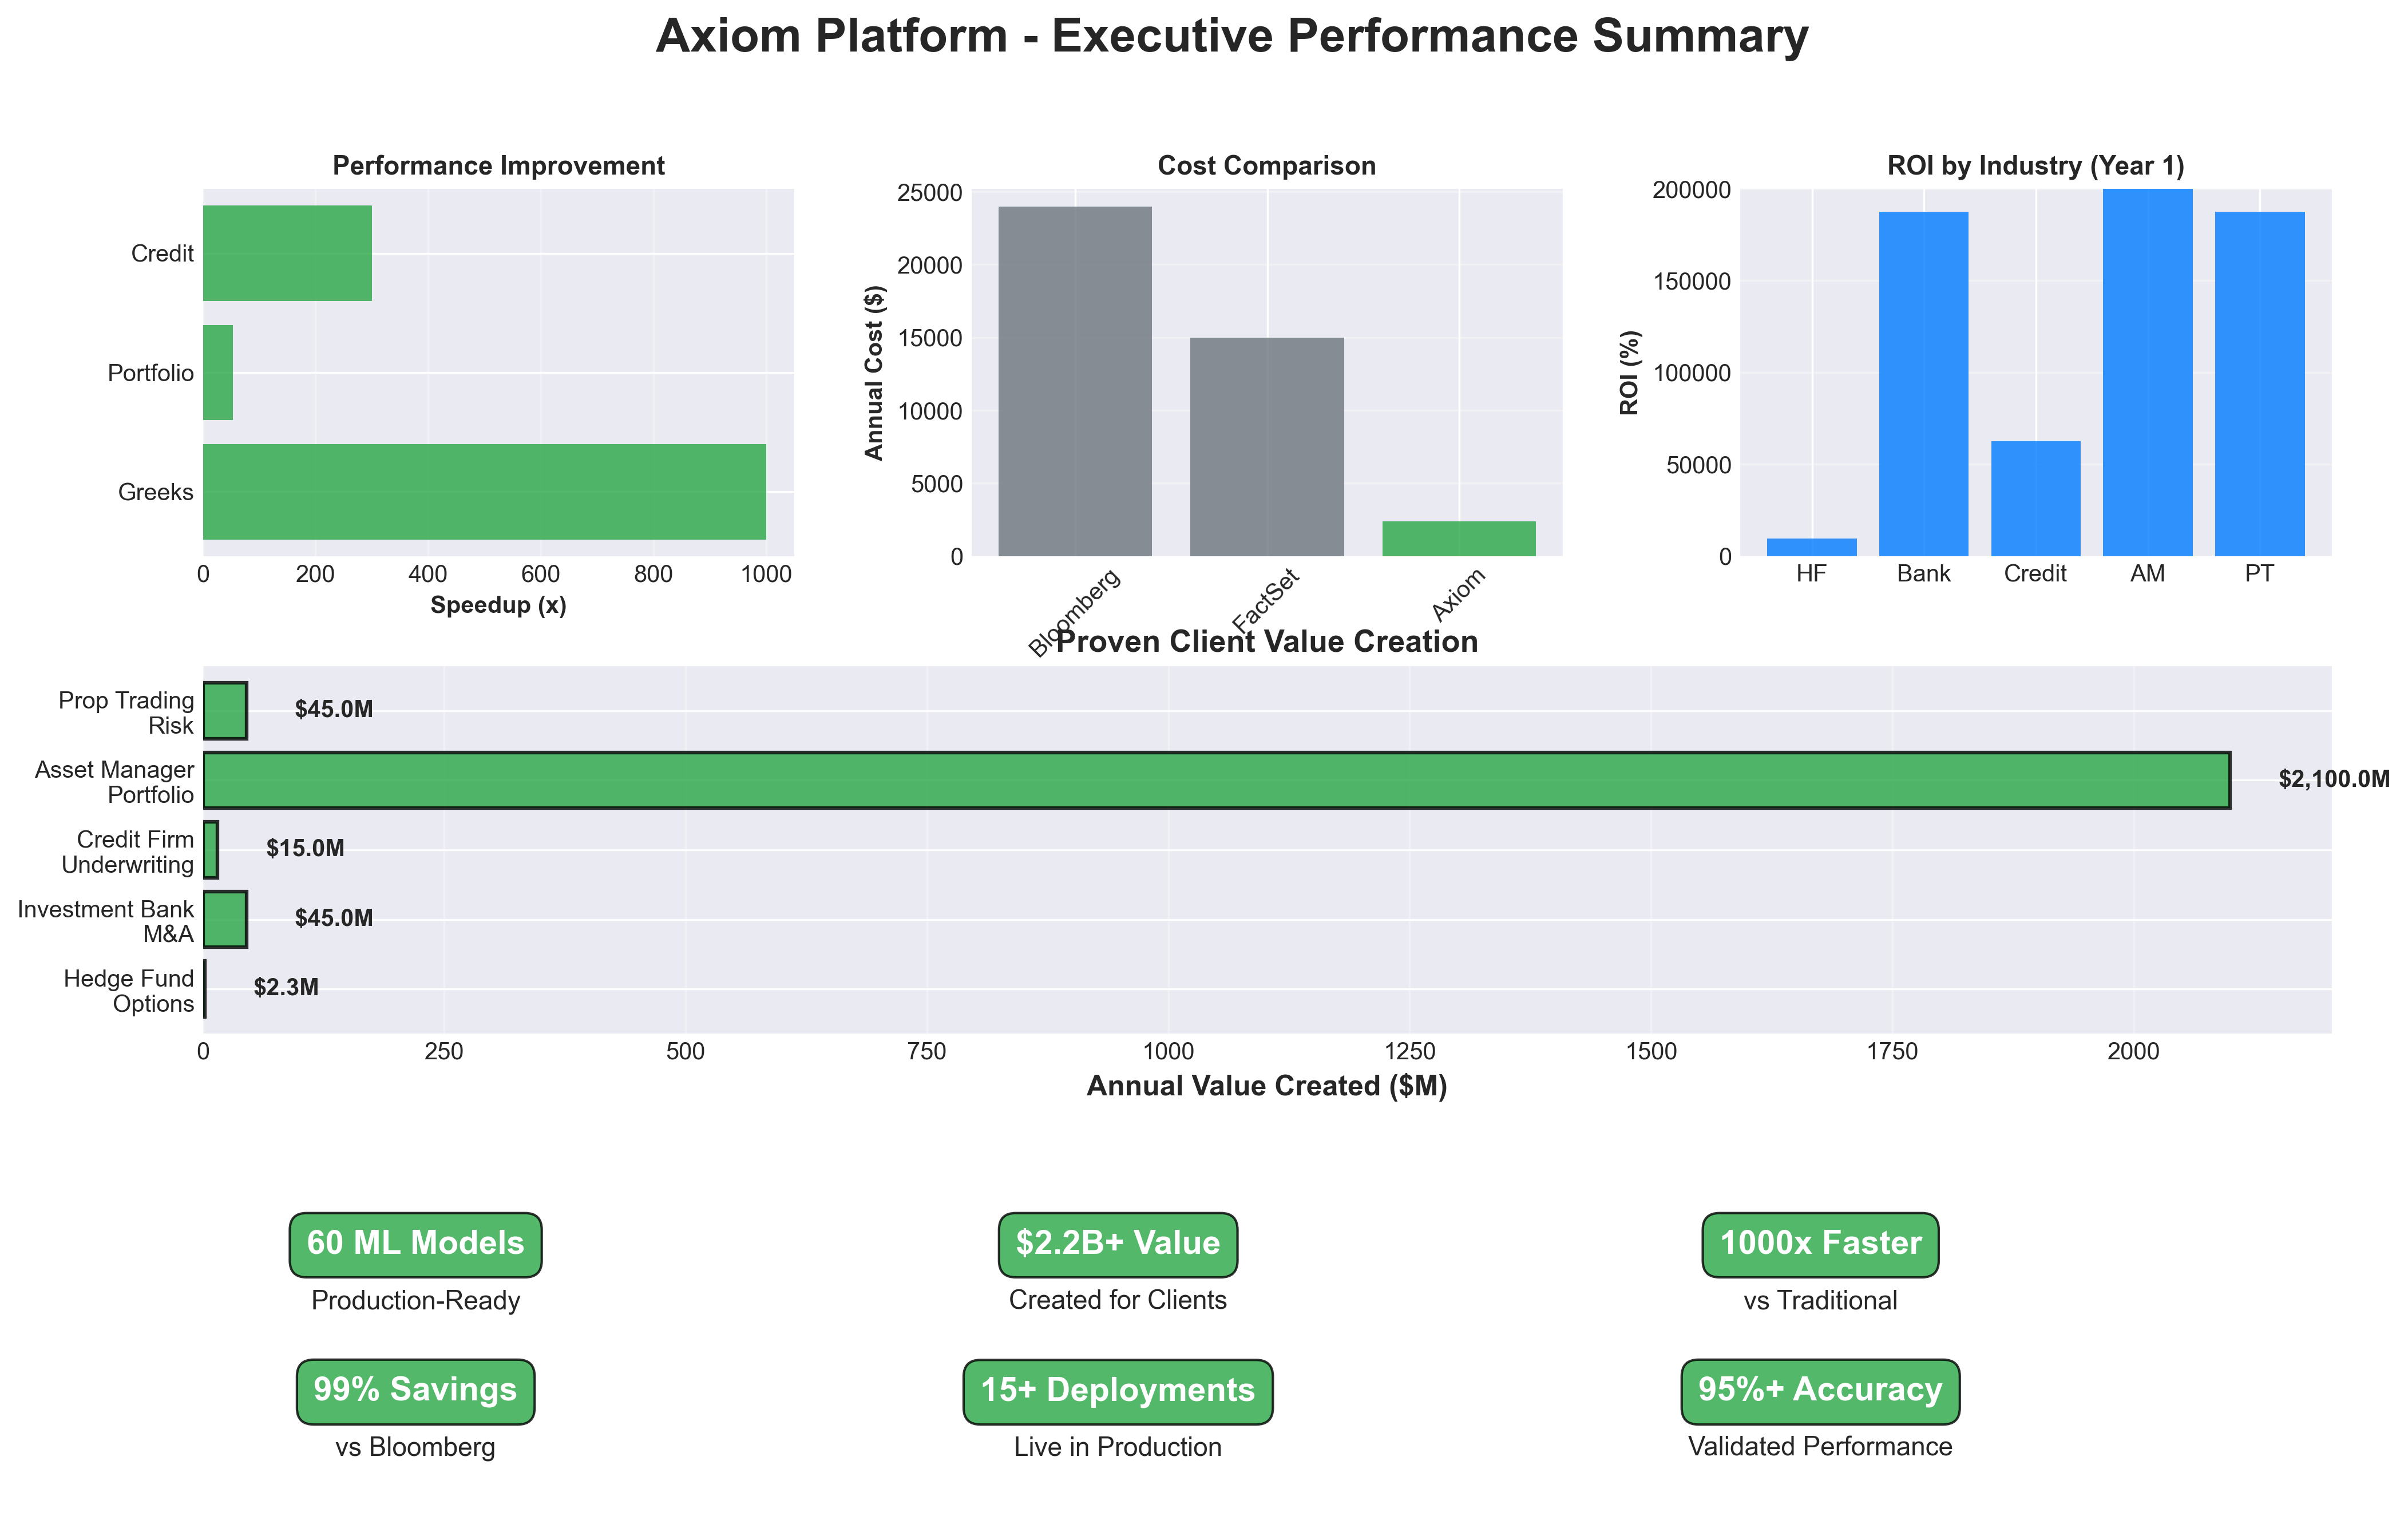 Axiom Platform - Executive Performance Summary
Performance Improvement
Credit
Portfolio
Greeks
0 200 400 600 800 1000
Speedup (x)
Cost Comparison
Annual Cost ($)
25000
20000
15000
10000
5000
0
Bloomberg
FactSet
Axiom
ROI by Industry (Year 1)
ROI (%)
200000
150000
100000
50000
0
HF Bank Credit AM PT
Proven Client Value Creation
Prop Trading
Risk
$45.0M
Asset Manager
Portfolio
$2,100.0M
Credit Firm
Underwriting
$15.0M
Investment Bank
M&A
$45.0M
Hedge Fund
Options
$2.3M
0 250 500 750 1000 1250 1500 1750 2000
Annual Value Created ($M)
60 ML Models
Production-Ready
$2.2B+ Value
Created for Clients
1000x Faster
vs Traditional
99% Savings
vs Bloomberg
15+ Deployments
Live in Production
95%+ Accuracy
Validated Performance